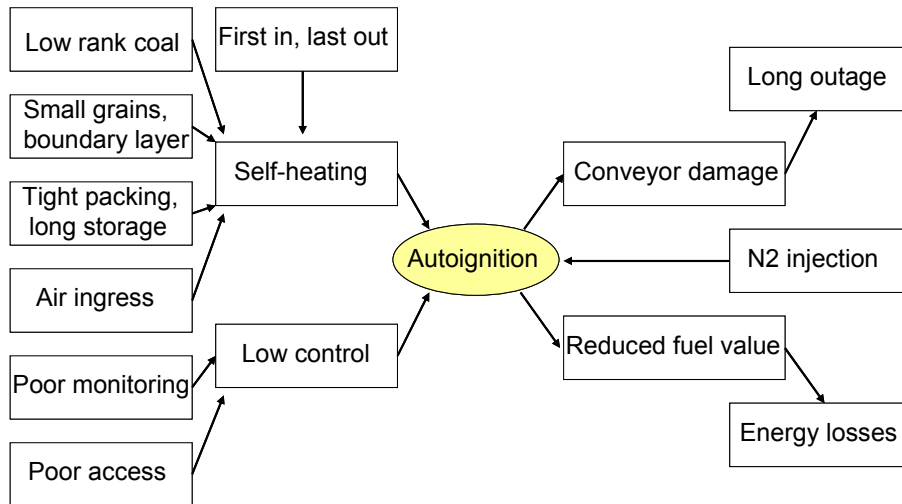 Low rank coal
First in, last out
Long outage
Small grains,
boundary layer
Self-heating
Conveyor damage
Tight packing,
long storage
Autoignition
N2 injection
Air ingress
Low control
Reduced fuel value
Poor monitoring
Energy losses
Poor access